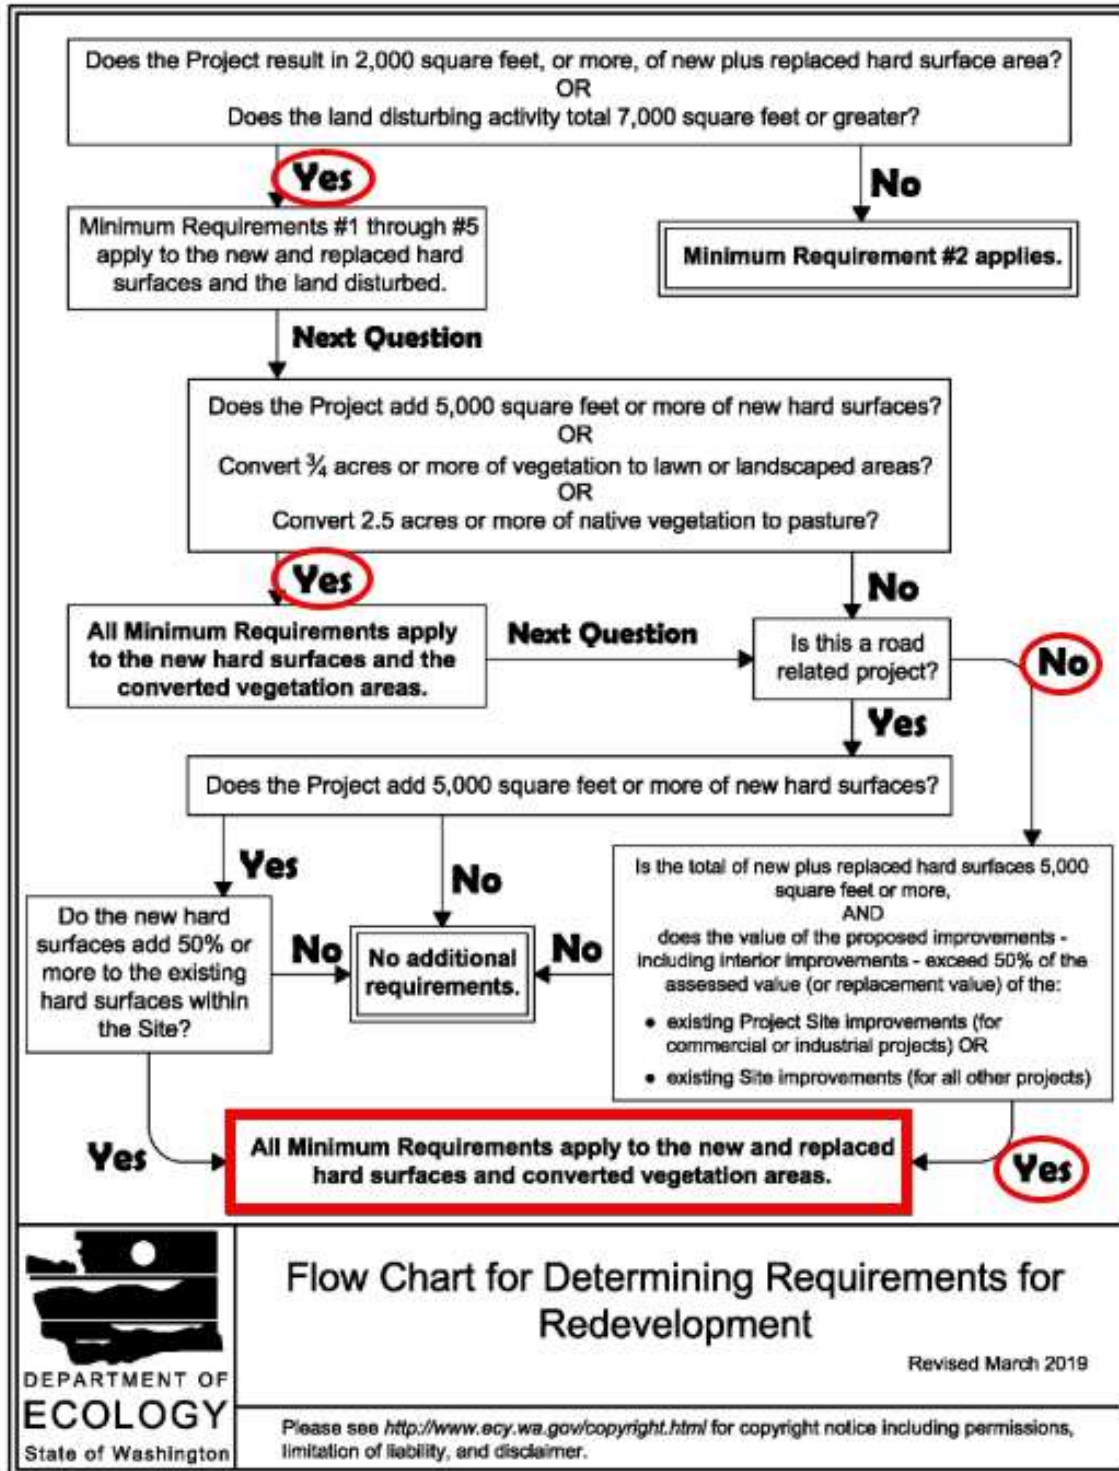 Does the Project result in 2,000 square feet, or more, of new plus replaced hard surface area?
OR
Does the land disturbing activity total 7,000 square feet or greater?
Yes
No
Minimum Requirements #1 through #5
apply to the new and replaced hard
surfaces and the land disturbed.
Minimum Requirement #2 applies.
Next Question
Does the Project add 5,000 square feet or more of new hard surfaces?
OR
Convert ¾ acres or more of vegetation to lawn or landscaped areas?
OR
Convert 2.5 acres or more of native vegetation to pasture?
Yes
No
All Minimum Requirements apply
to the new hard surfaces and the
converted vegetation areas.
Next Question
Is this a road
related project?
No
Yes
Does the Project add 5,000 square feet or more of new hard surfaces?
Yes
No
Do the new hard
surfaces add 50% or
more to the existing
hard surfaces within
the Site?
No
No additional
requirements.
No
Is the total of new plus replaced hard surfaces 5,000
square feet or more,
AND
does the value of the proposed improvements -
including interior improvements - exceed 50% of the
assessed value (or replacement value) of the:
• existing Project Site improvements (for
commercial or industrial projects) OR
• existing Site improvements (for all other projects)
Yes
All Minimum Requirements apply to the new and replaced
hard surfaces and converted vegetation areas.
Yes
DEPARTMENT OF
ECOLOGY
State of Washington
Flow Chart for Determining Requirements for
Redevelopment
Revised March 2019
Please see http://www.ecy.wa.gov/copyright.html for copyright notice including permissions,
limitation of liability, and disclaimer.